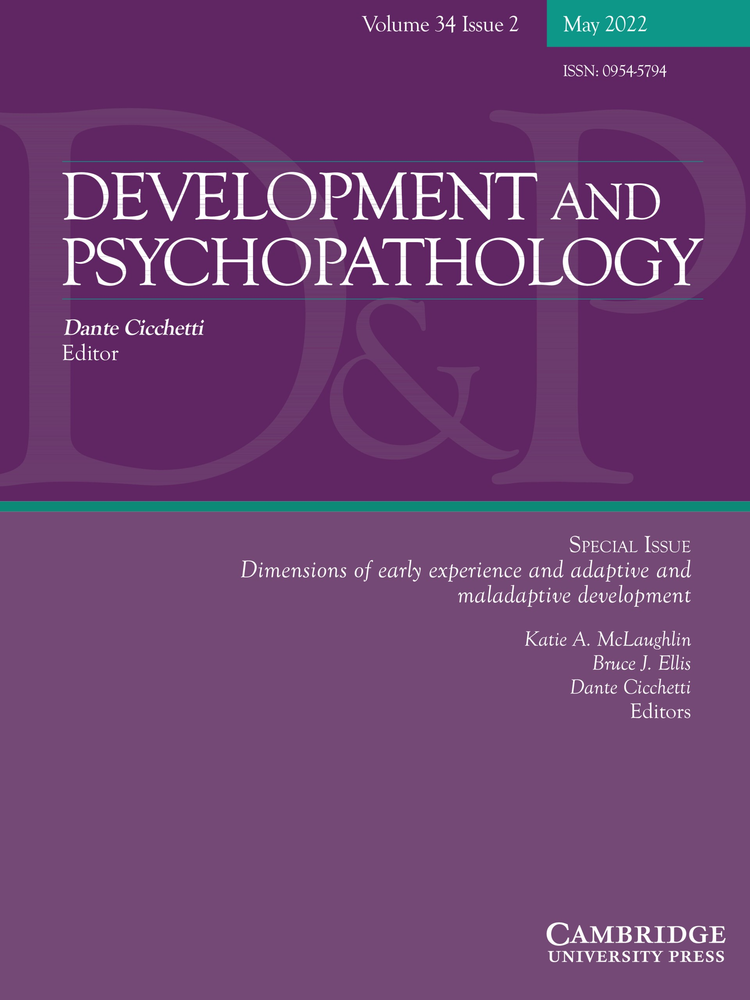 Volume 34 Issue 2
May 2022
ISSN: 0954-5794
D&P
DEVELOPMENT AND
PSYCHOPATHOLOGY
Dante Cicchetti
Editor
SPECIAL ISSUE
Dimensions of early experience and adaptive and
maladaptive development
Katie A. McLaughlin
Bruce J. Ellis
Dante Cicchetti
Editors
CAMBRIDGE
UNIVERSITY PRESS